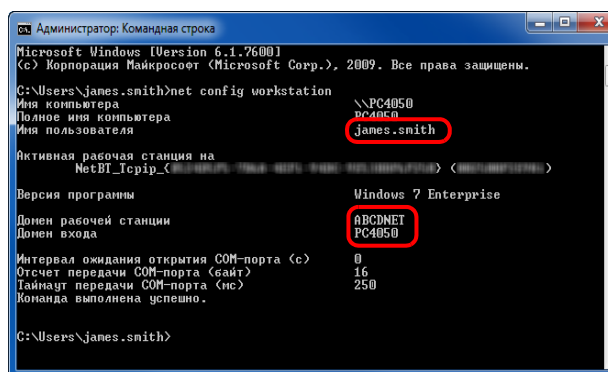 Администратор: Командная строка
Microsoft Windows [Version 6.1.7600]
(c) Корпорация Майкрософт (Microsoft Corp.), 2009. Все права защищены.
C:\Users\james.smith>net config workstation
Имя компьютера \\PC4050
Полное имя компьютера PC4050
Имя пользователя james.smith
Активная рабочая станция на
NetBT_Tcpip_{ } ( )
Версия программы Windows 7 Enterprise
Домен рабочей станции ABCDNET
Домен входа PC4050
Интервал ожидания открытия COM-порта (с) 0
Отсчет передачи COM-порта (байт) 16
Таймаут передачи COM-порта (мс) 250
Команда выполнена успешно.
C:\Users\james.smith>